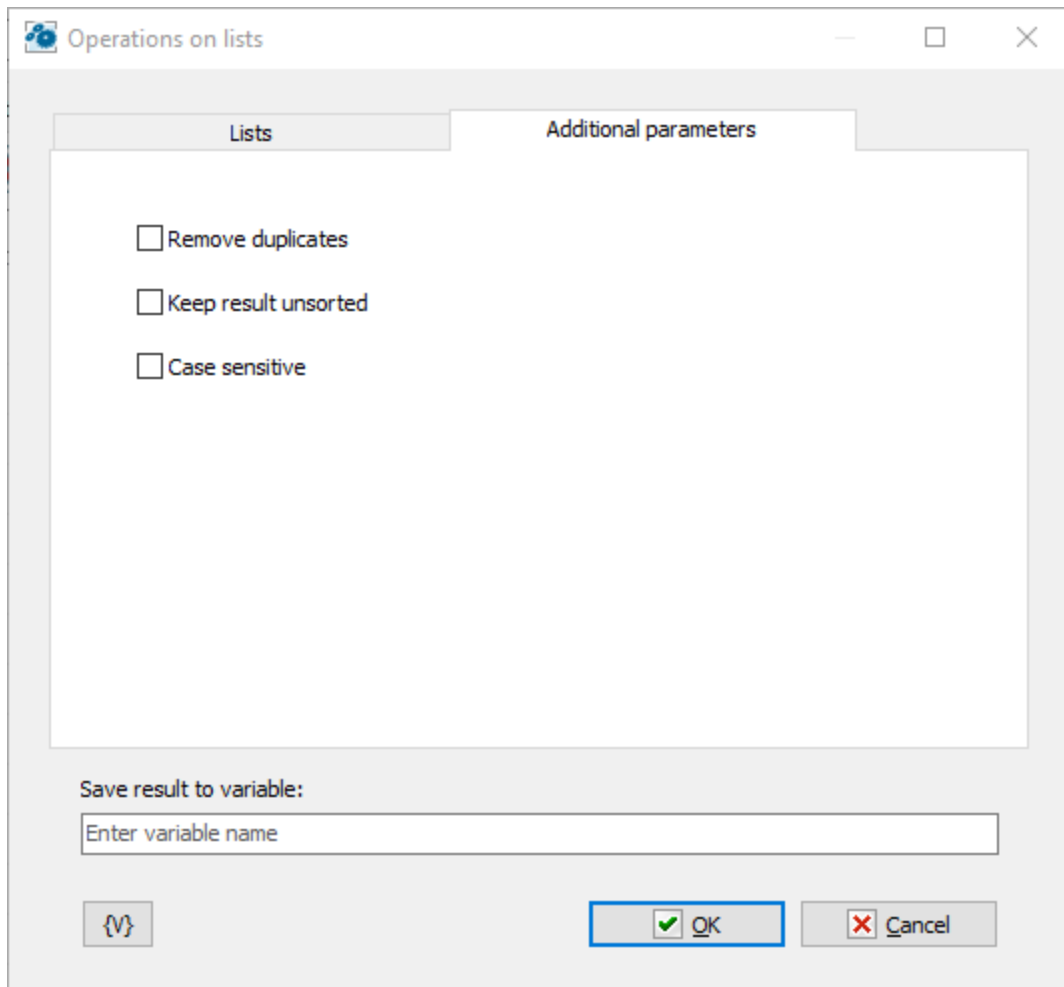 Operations on lists
Lists
Additional parameters
Remove duplicates
Keep result unsorted
Case sensitive
Save result to variable:
Enter variable name
{V}
OK
Cancel